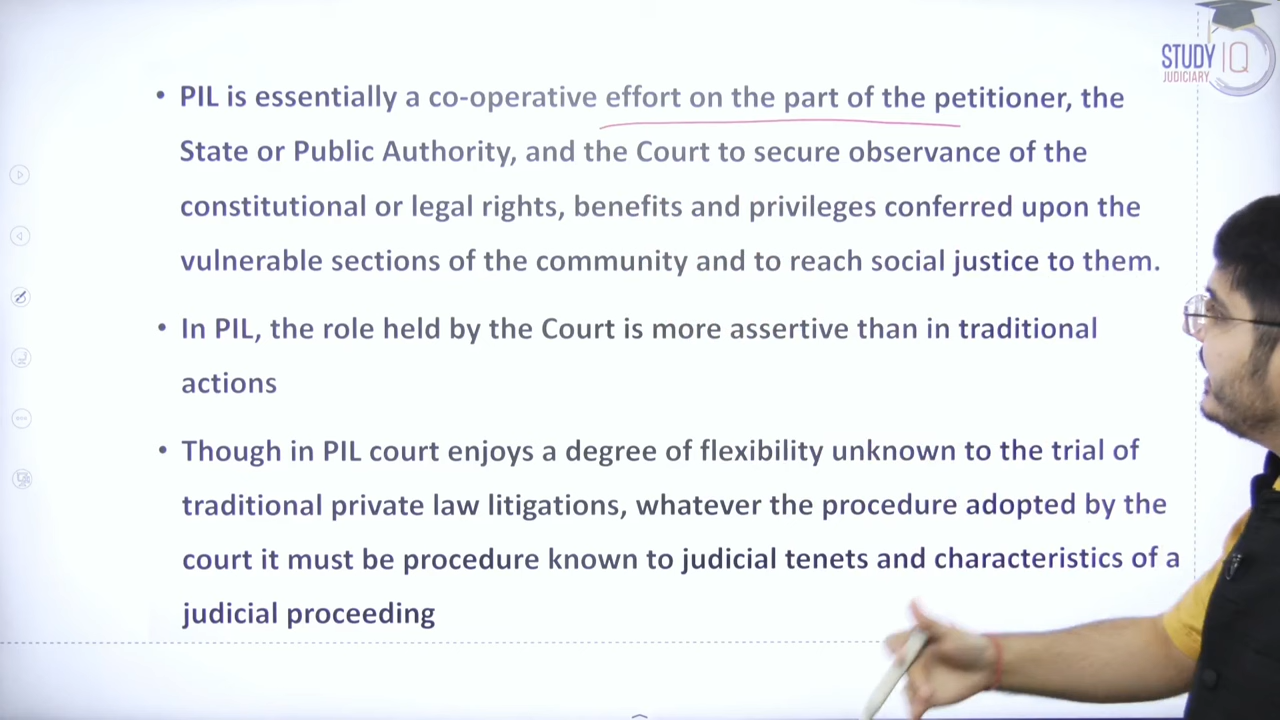 STUDY IQ
JUDICIARY
• PIL is essentially a co-operative effort on the part of the petitioner, the
State or Public Authority, and the Court to secure observance of the
constitutional or legal rights, benefits and privileges conferred upon the
vulnerable sections of the community and to reach social justice to them.
• In PIL, the role held by the Court is more assertive than in traditional
actions
• Though in PIL court enjoys a degree of flexibility unknown to the trial of
traditional private law litigations, whatever the procedure adopted by the
court it must be procedure known to judicial tenets and characteristics of a
judicial proceeding